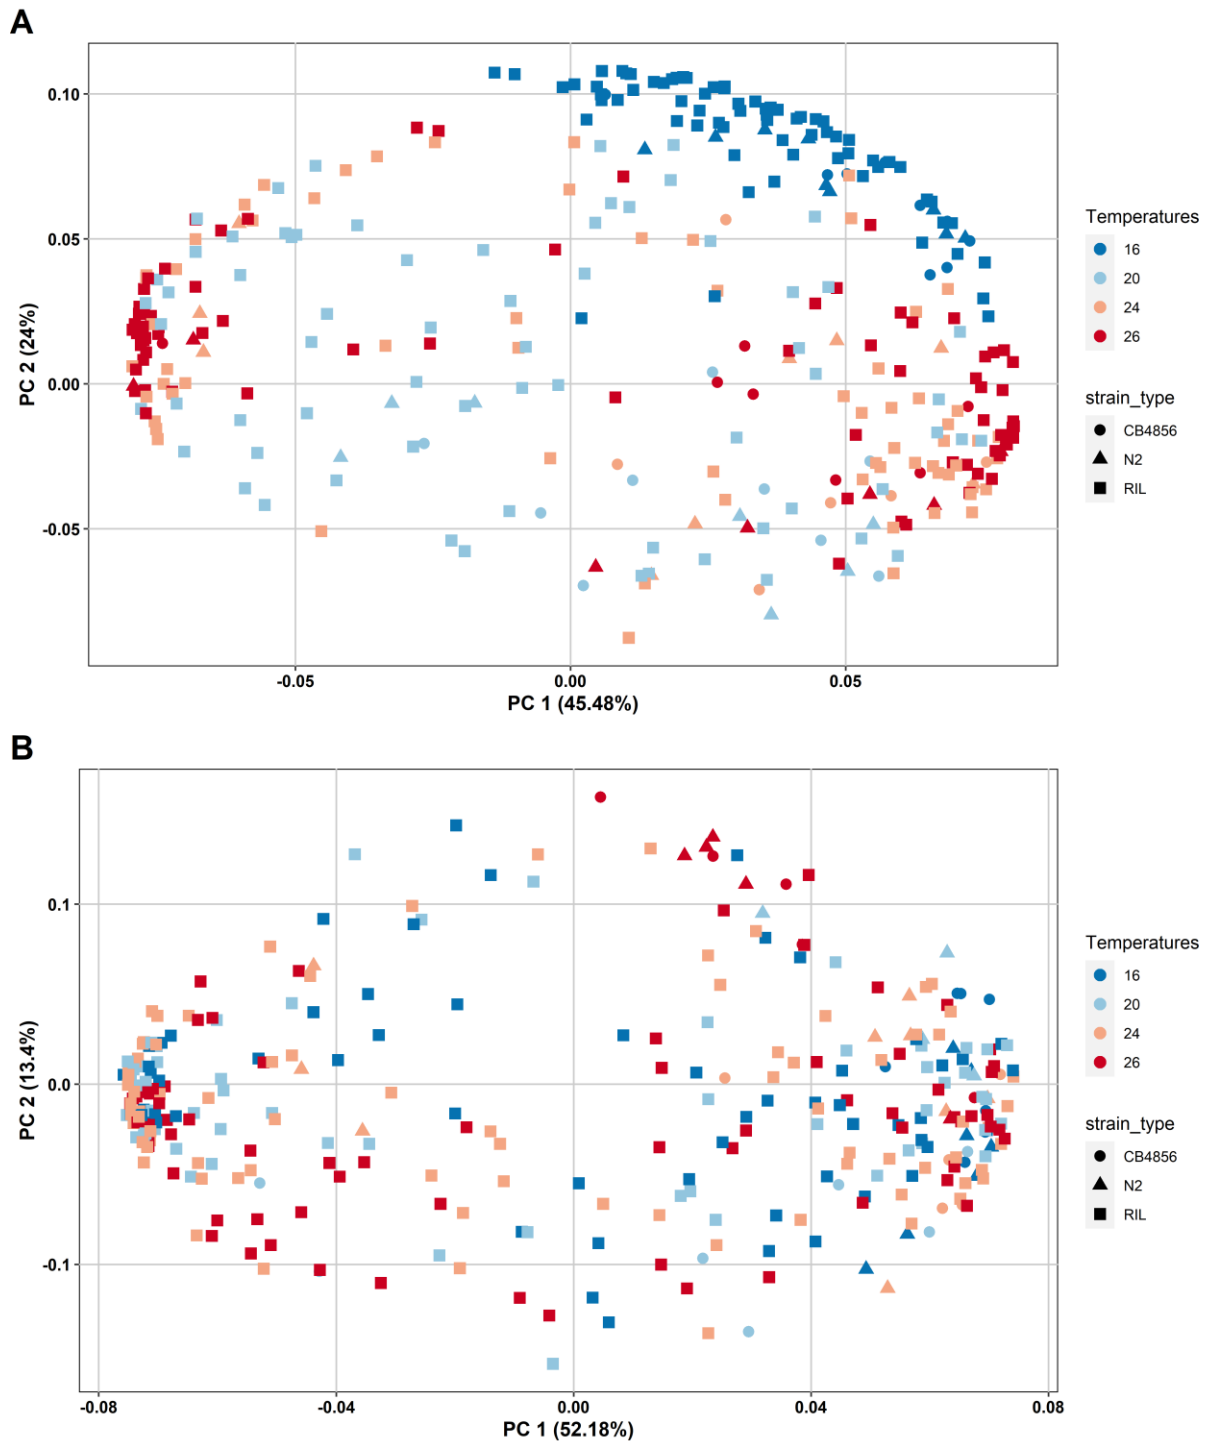 A
0.10
0.05
0.00
-0.05
PC 2 (24%)
-0.05
0.00
0.05
PC 1 (45.48%)
Temperatures
16
20
24
26
strain_type
CB4856
N2
RIL
B
0.1
0.0
-0.1
PC 2 (13.4%)
-0.08
-0.04
0.00
0.04
0.08
PC 1 (52.18%)
Temperatures
16
20
24
26
strain_type
CB4856
N2
RIL